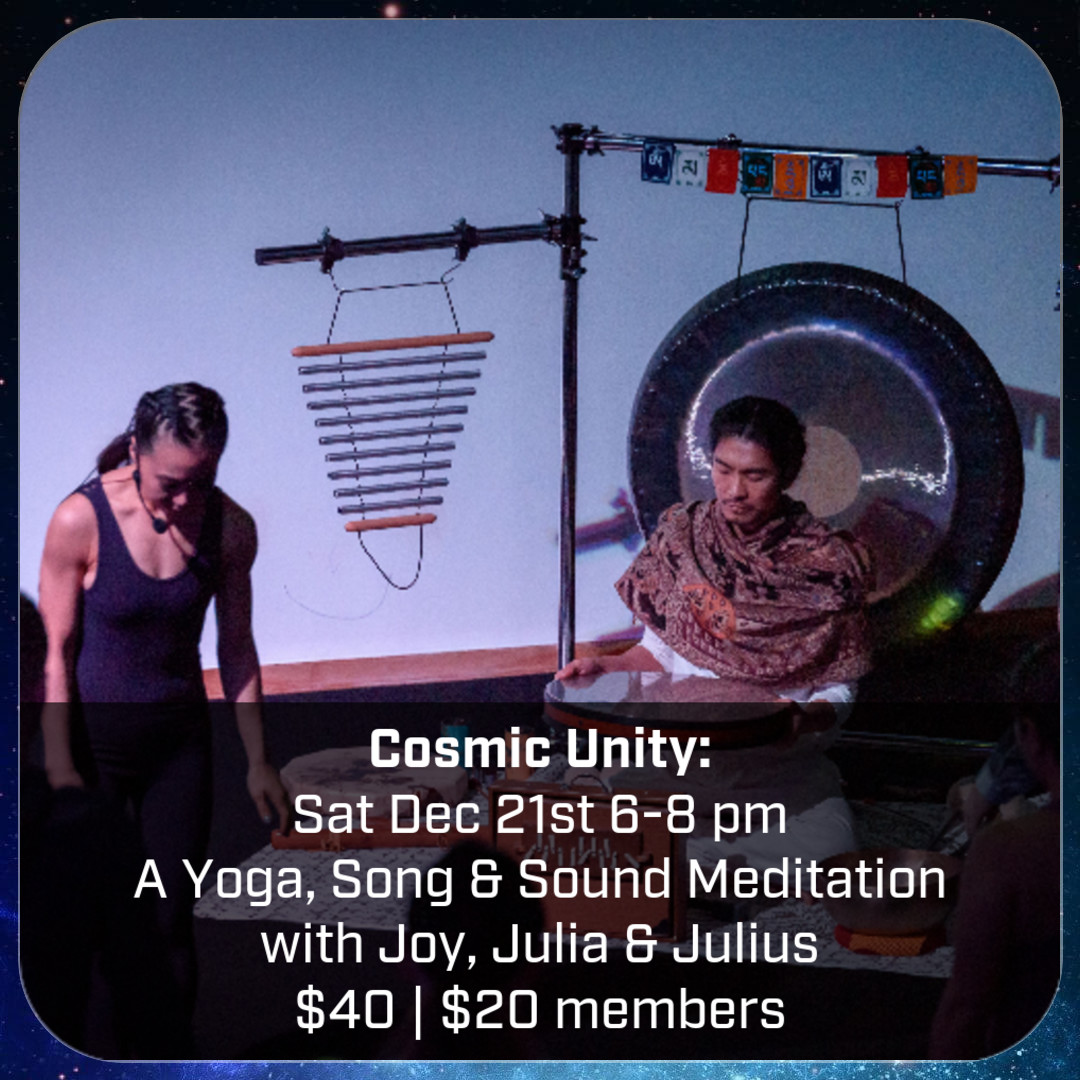 Cosmic Unity:
Sat Dec 21st 6-8 pm
A Yoga, Song & Sound Meditation
with Joy, Julia & Julius
$40 | $20 members